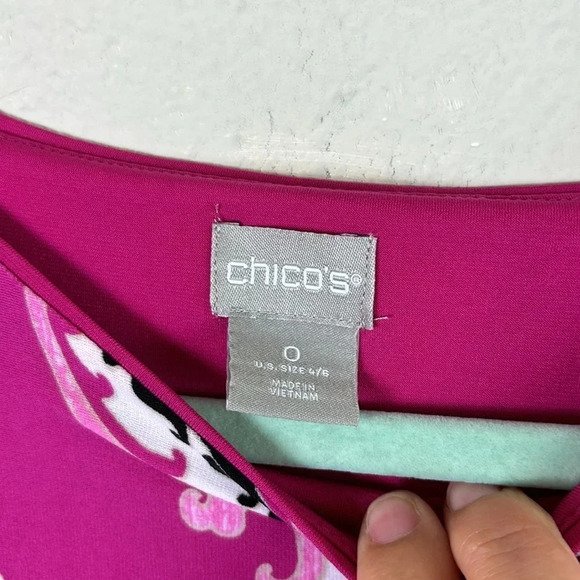 chico's®
0
U.S. SIZE 4/6
MADE IN
VIETNAM